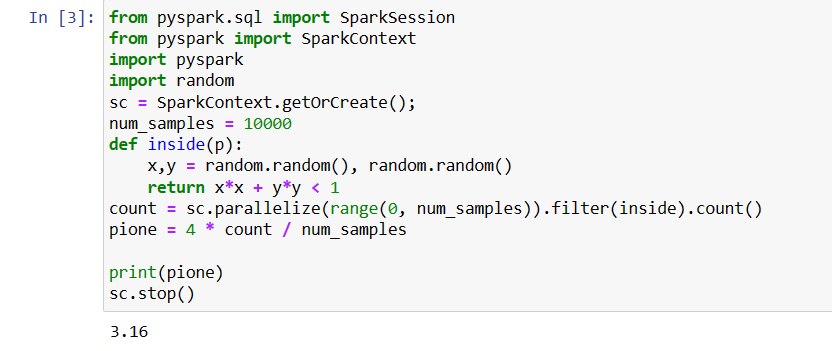 In [3]: from pyspark.sql import SparkSession
from pyspark import SparkContext
import pyspark
import random
sc = SparkContext.getOrCreate();
num_samples = 10000
def inside(p):
    x,y = random.random(), random.random()
    return x*x + y*y < 1
count = sc.parallelize(range(0, num_samples)).filter(inside).count()
pione = 4 * count / num_samples

print(pione)
sc.stop()
3.16